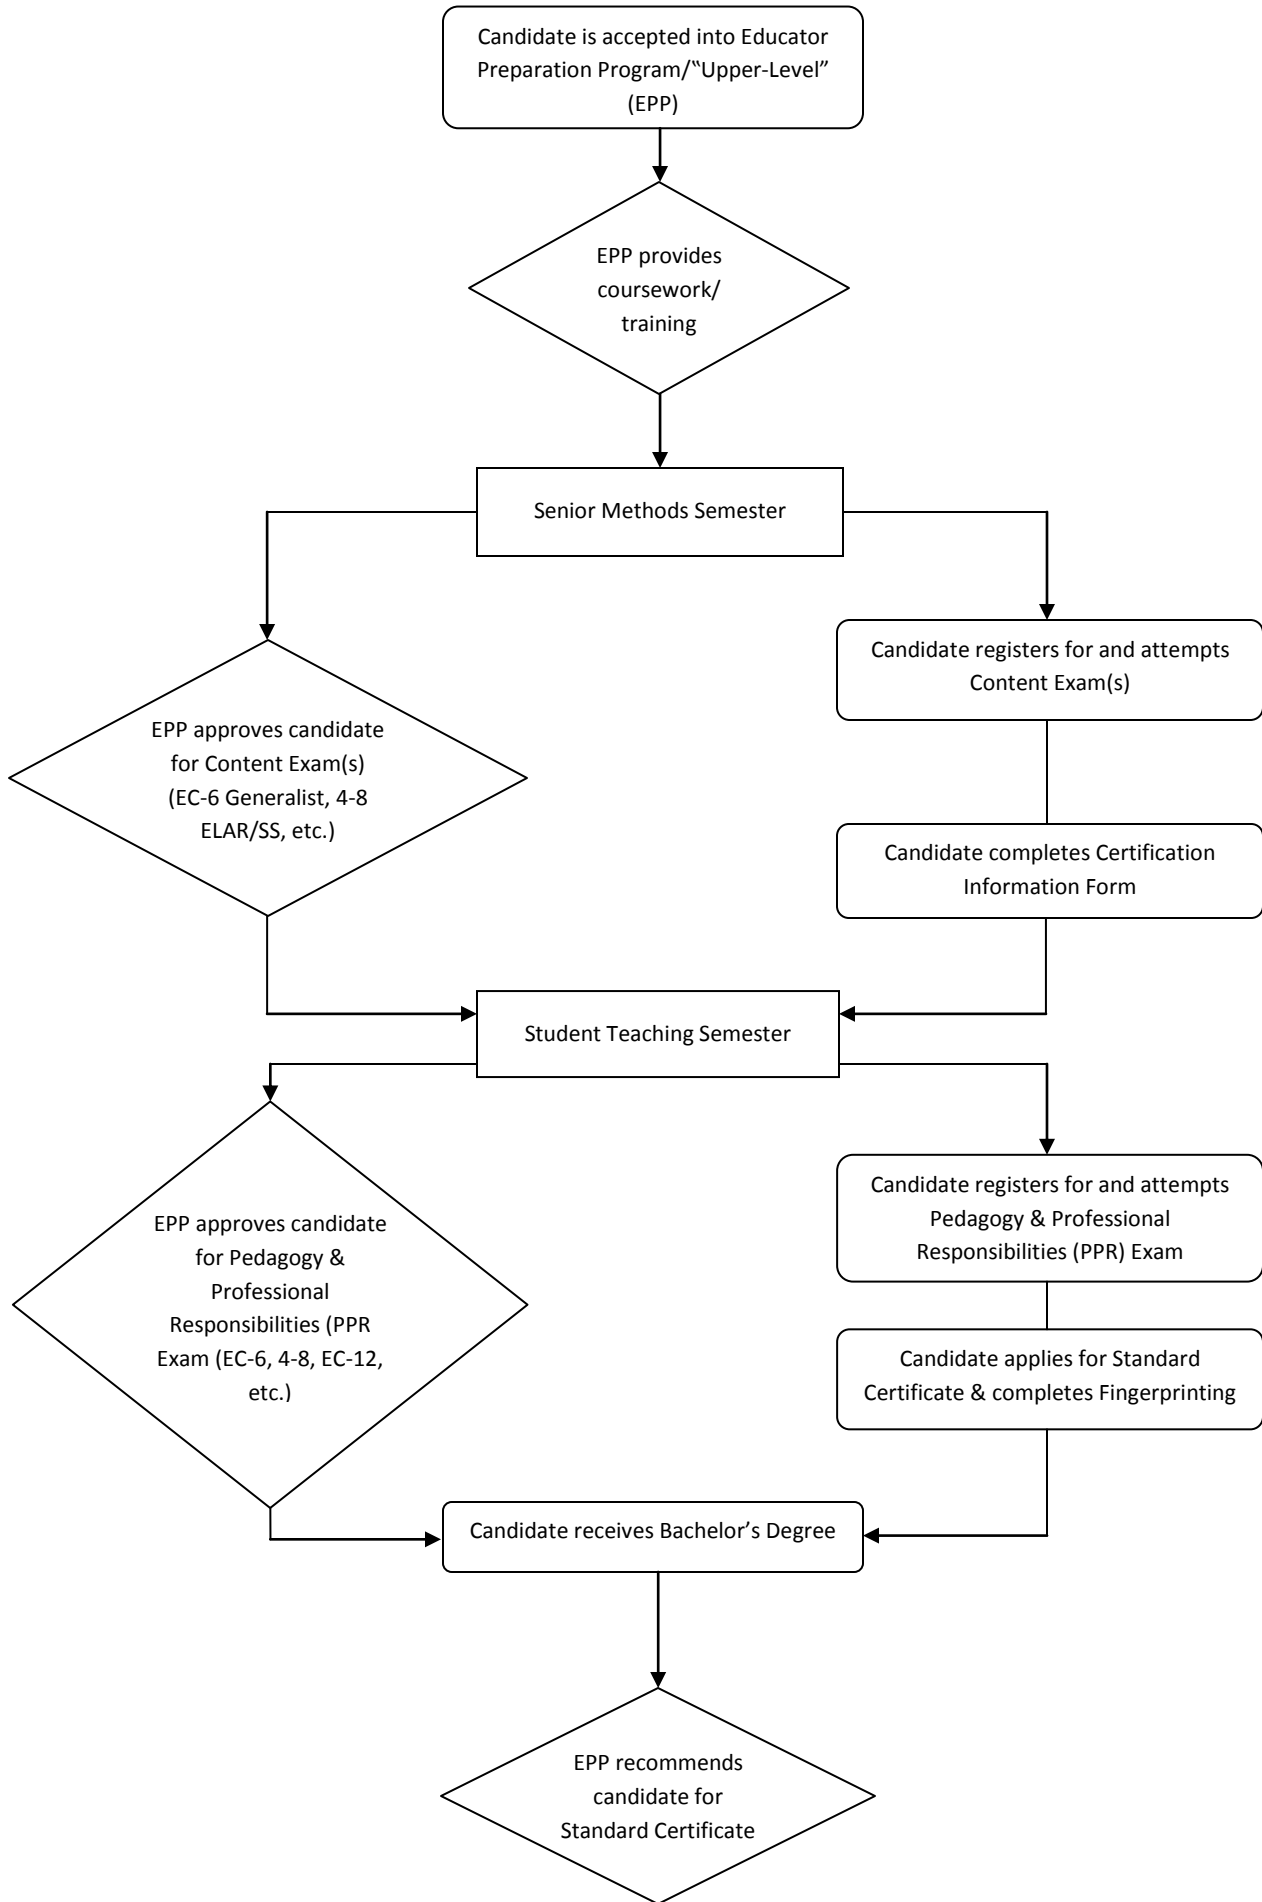 Candidate is accepted into Educator
Preparation Program/“Upper-Level”
(EPP)
EPP provides
coursework/
training
Senior Methods Semester
EPP approves candidate
for Content Exam(s)
(EC-6 Generalist, 4-8
ELAR/SS, etc.)
Candidate registers for and attempts
Content Exam(s)
Candidate completes Certification
Information Form
Student Teaching Semester
EPP approves candidate
for Pedagogy &
Professional
Responsibilities (PPR
Exam (EC-6, 4-8, EC-12,
etc.)
Candidate registers for and attempts
Pedagogy & Professional
Responsibilities (PPR) Exam
Candidate applies for Standard
Certificate & completes Fingerprinting
Candidate receives Bachelor’s Degree
EPP recommends
candidate for
Standard Certificate